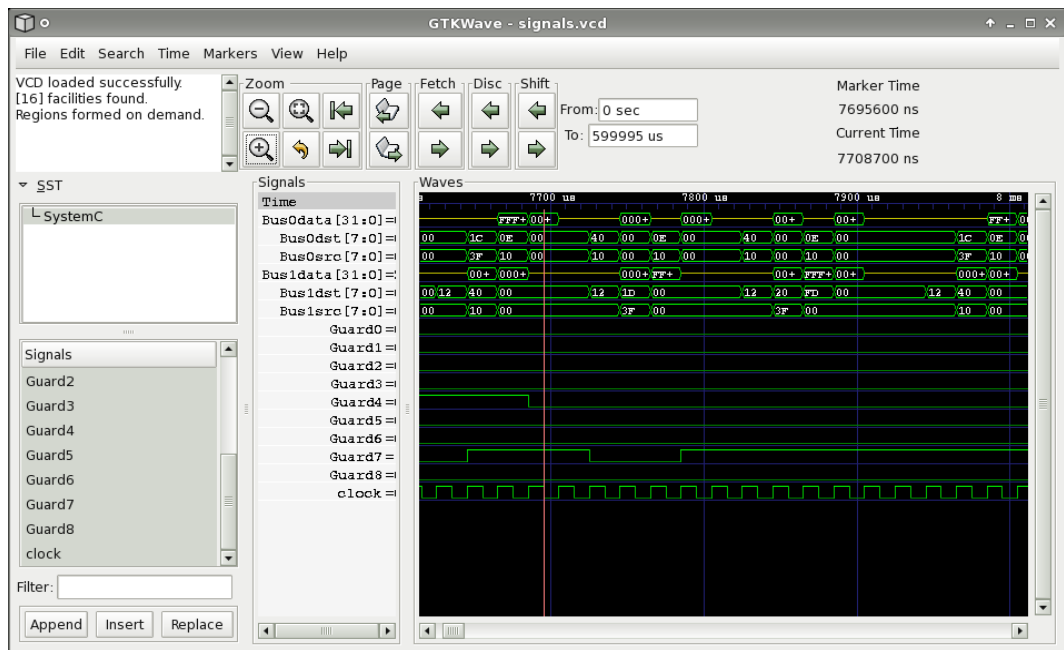 GTKWave - signals.vcd
File Edit Search Time Markers View Help
VCD loaded successfully.
[16] facilities found.
Regions formed on demand.
Zoom
Page
Fetch
Disc
Shift
From: 0 sec
To: 599995 us
Marker Time
7695600 ns
Current Time
7708700 ns
SST
SystemC
Signals
Guard2
Guard3
Guard4
Guard5
Guard6
Guard7
Guard8
clock
Filter:
Append Insert Replace
Signals
Time
Bus0data[31:0]=
Bus0dst[7:0]=
Bus0src[7:0]=
Bus1data[31:0]=
Bus1dst[7:0]=
Bus1src[7:0]=
Guard0=
Guard1=
Guard2=
Guard3=
Guard4=
Guard5=
Guard6=
Guard7=
Guard8=
clock=
Waves
s 7700 us 7800 us 7900 us 8 ms
FFF+ 00+ 000+ 000+ 00+ 00+ FF+
00 1C 0E 00 40 00 0E 00 40 00 0E 00 1C 0E
00 3F 10 00 10 00 10 00 10 00 10 00 3F 10
00+ 000+ 000+ FF+ 00+ FFF+ 00+ 000+ 00+
00 12 40 00 12 1D 00 12 20 FD 00 12 40 00
00 10 00 3F 00 3F 00 10 00